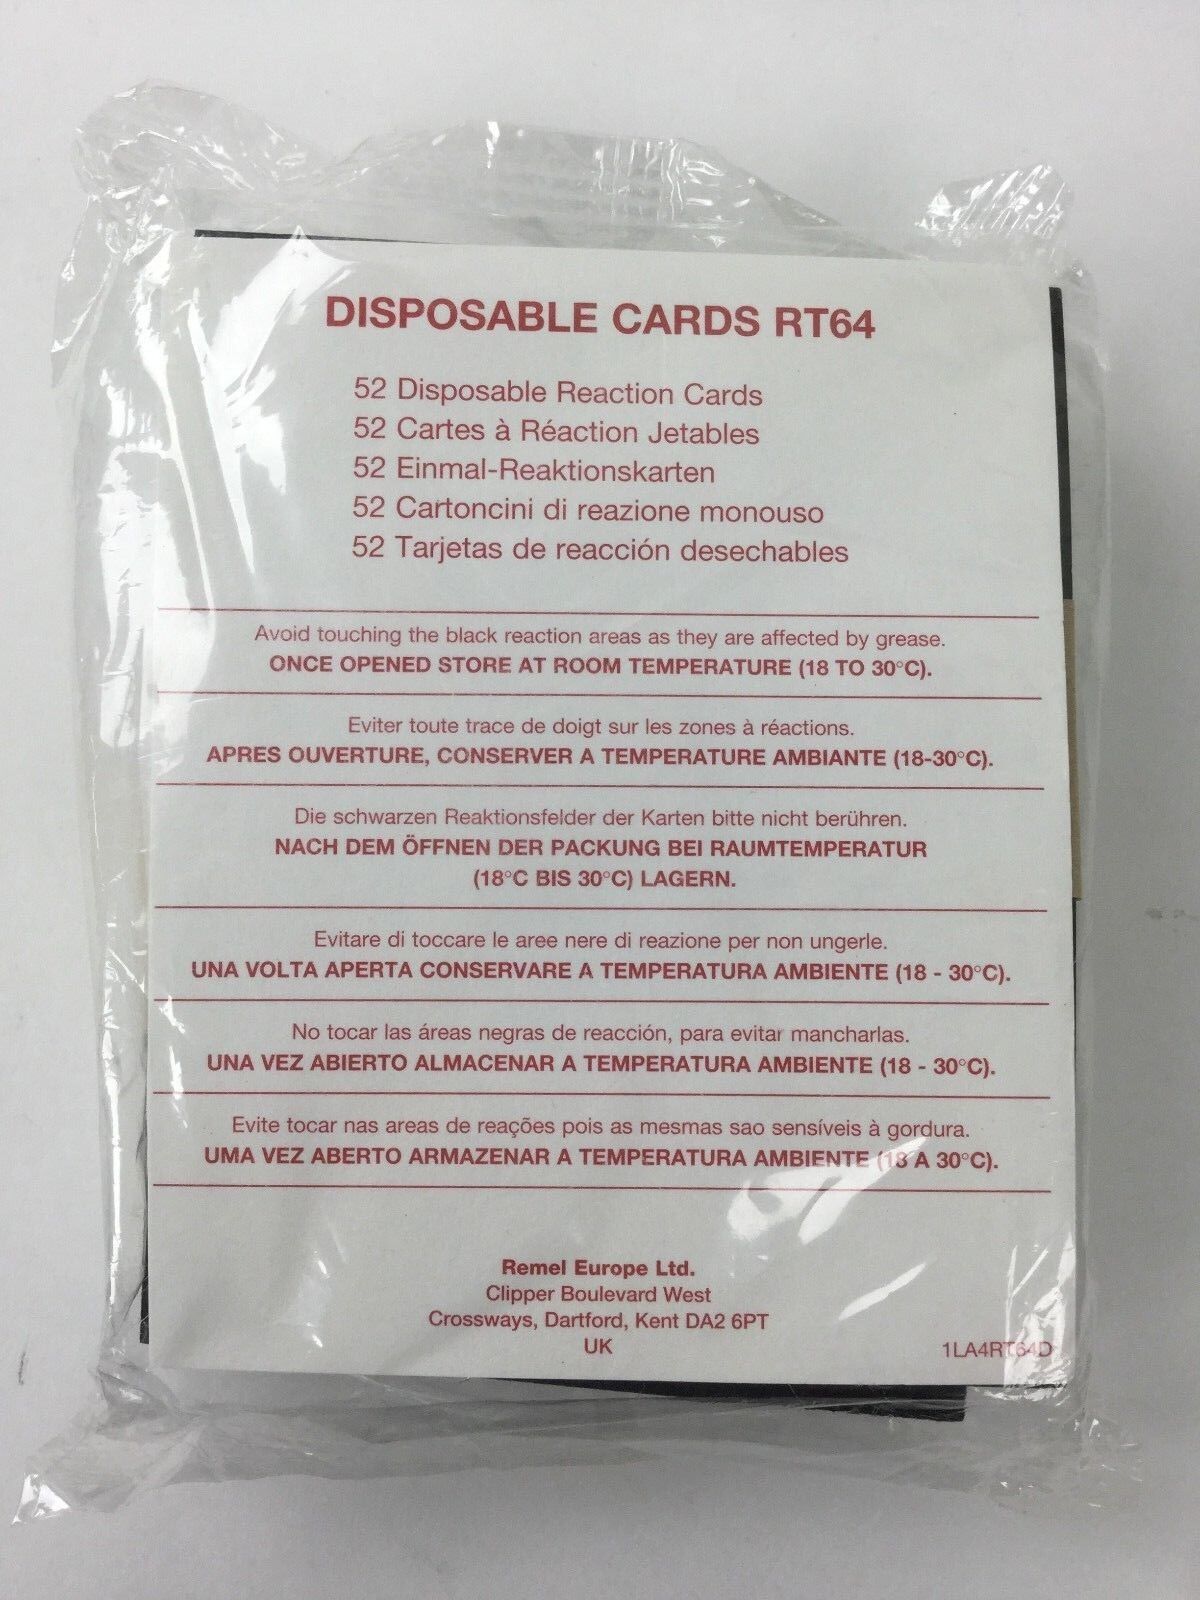 DISPOSABLE CARDS RT64
52 Disposable Reaction Cards
52 Cartes à Réaction Jetables
52 Einmal-Reaktionskarten
52 Cartoncini di reazione monouso
52 Tarjetas de reacción desechables
Avoid touching the black reaction areas as they are affected by grease.
ONCE OPENED STORE AT ROOM TEMPERATURE (18 TO 30°C).
Eviter toute trace de doigt sur les zones à réactions.
APRES OUVERTURE, CONSERVER A TEMPERATURE AMBIANTE (18-30°C).
Die schwarzen Reaktionsfelder der Karten bitte nicht berühren.
NACH DEM ÖFFNEN DER PACKUNG BEI RAUMTEMPERATUR
(18°C BIS 30°C) LAGERN.
Evitare di toccare le aree nere di reazione per non ungerle.
UNA VOLTA APERTA CONSERVARE A TEMPERATURA AMBIENTE (18 - 30°C).
No tocar las áreas negras de reacción, para evitar mancharlas.
UNA VEZ ABIERTO ALMACENAR A TEMPERATURA AMBIENTE (18 - 30°C).
Evite tocar nas areas de reações pois as mesmas sao sensíveis à gordura.
UMA VEZ ABERTO ARMAZENAR A TEMPERATURA AMBIENTE (18 A 30°C).
Remel Europe Ltd.
Clipper Boulevard West
Crossways, Dartford, Kent DA2 6PT
UK
1LA4RT64D